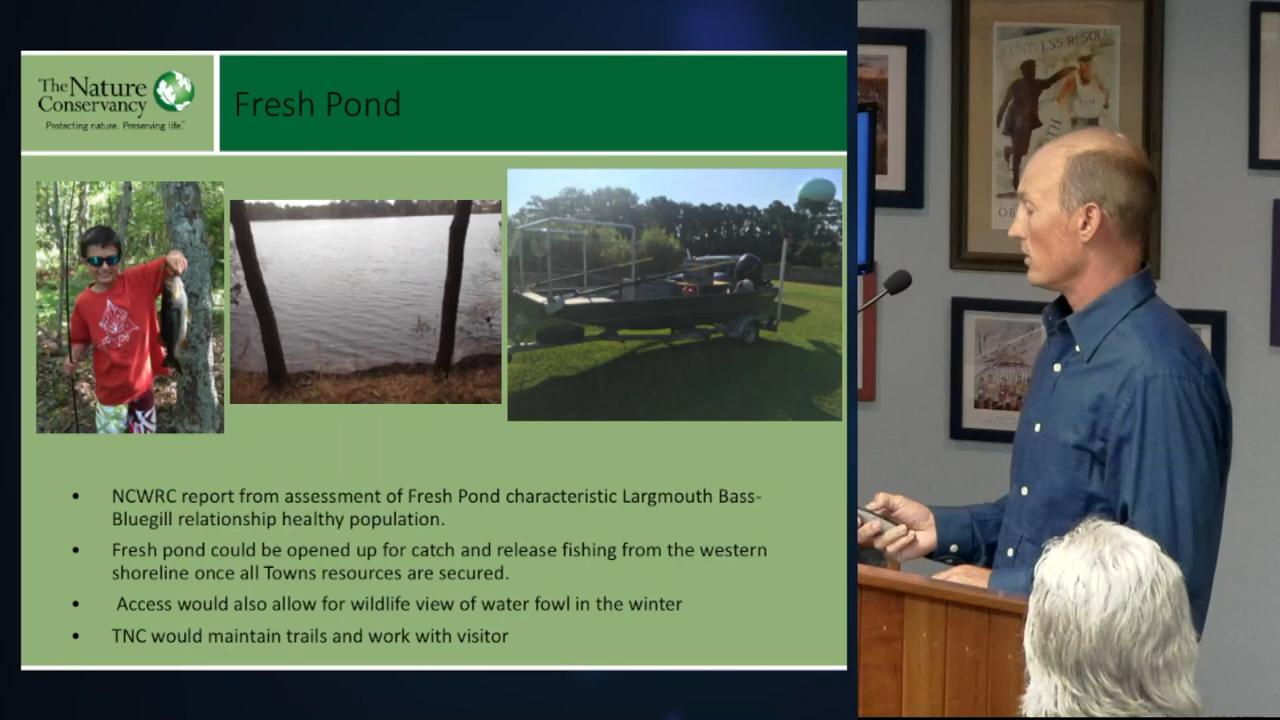 The Nature
Conservancy
Protecting nature. Preserving life.™
Fresh Pond
• NCWRC report from assessment of Fresh Pond characteristic Largmouth Bass-
Bluegill relationship healthy population.
• Fresh pond could be opened up for catch and release fishing from the western
shoreline once all Towns resources are secured.
• Access would also allow for wildlife view of water fowl in the winter
• TNC would maintain trails and work with visitor